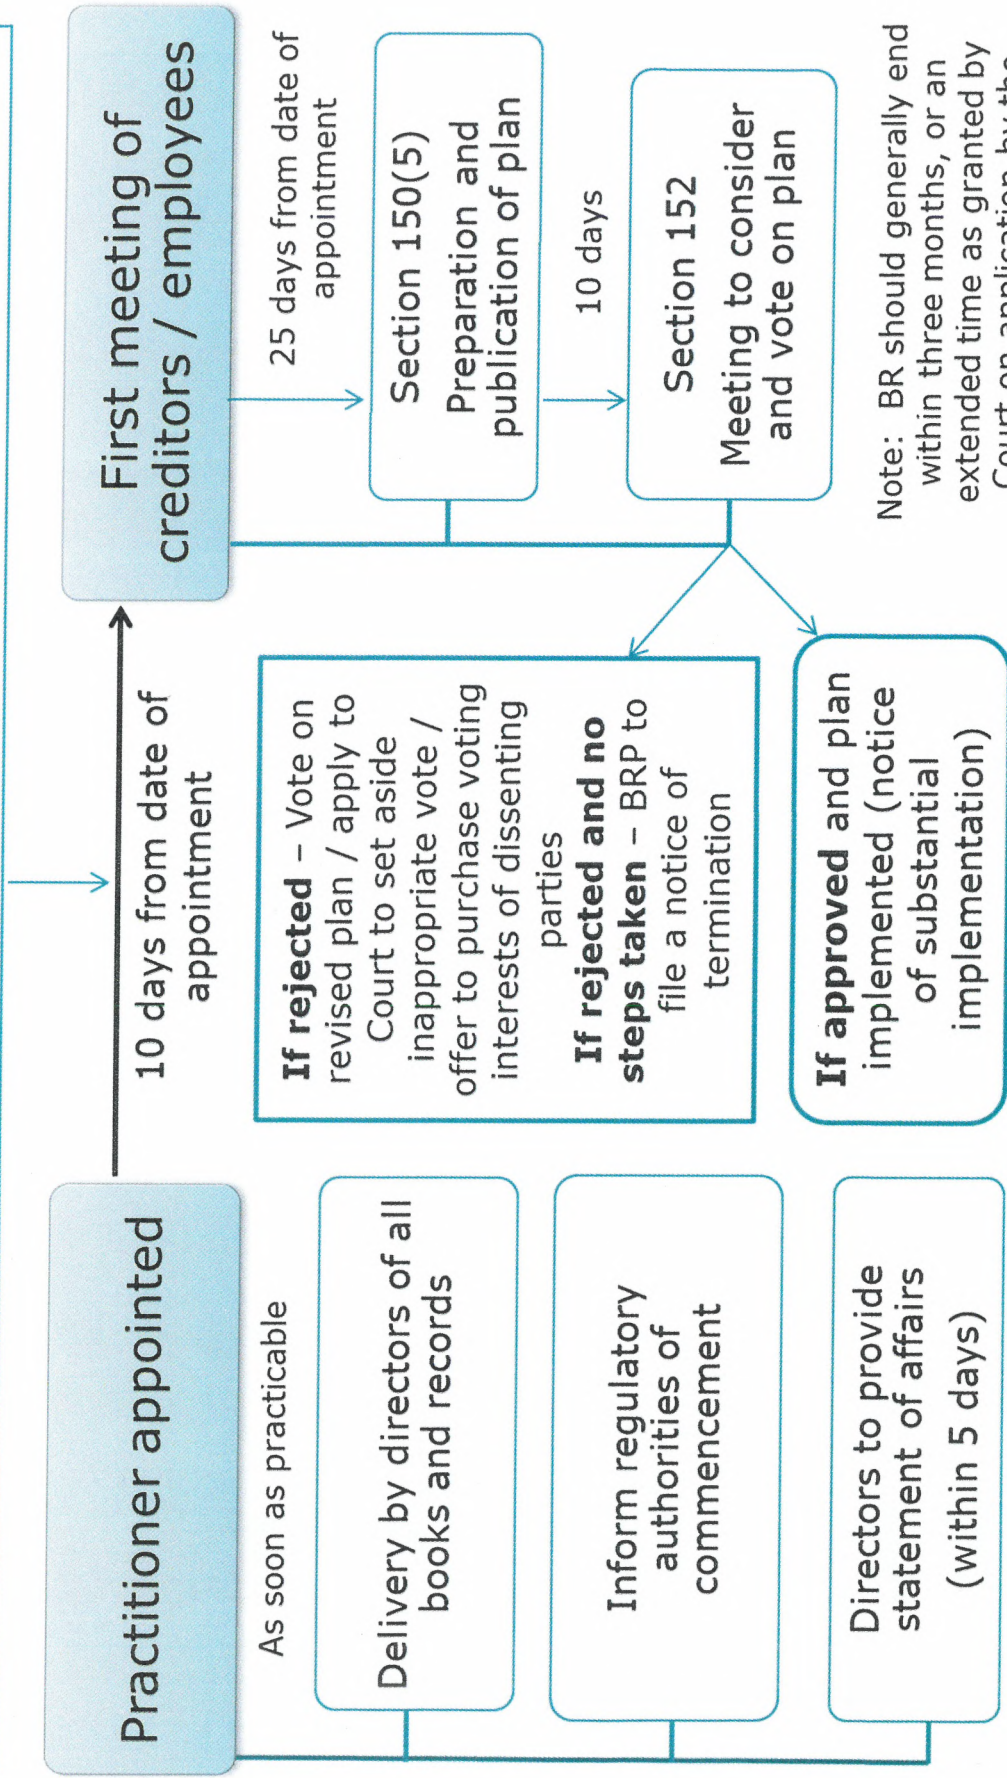 Practitioner appointed
As soon as practicable
Delivery by directors of all
books and records
Inform regulatory
authorities of
commencement
Directors to provide
statement of affairs
(within 5 days)
10 days from date of
appointment
First meeting of
creditors / employees
25 days from date of
appointment
Section 150(5)
Preparation and
publication of plan
10 days
Section 152
Meeting to consider
and vote on plan
If rejected – Vote on
revised plan / apply to
Court to set aside
inappropriate vote /
offer to purchase voting
interests of dissenting
parties
If rejected and no
steps taken – BRP to
file a notice of
termination
If approved and plan
implemented (notice
of substantial
implementation)
Note: BR should generally end
within three months, or an
extended time as granted by
Court on application by the